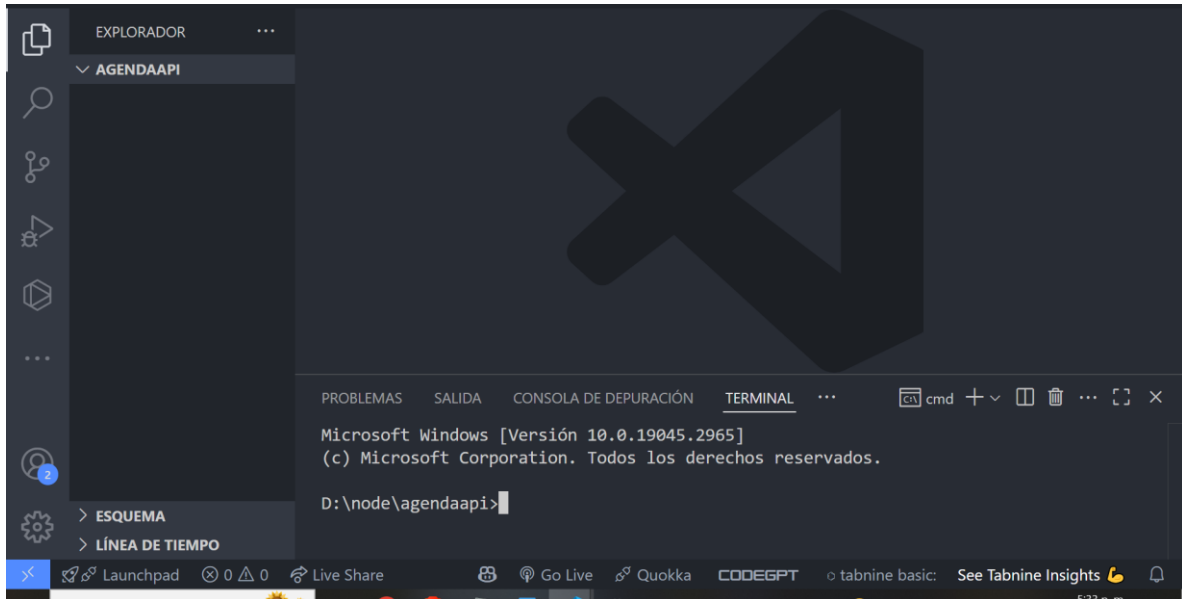 EXPLORADOR
AGENDAAPI
ESQUEMA
LÍNEA DE TIEMPO
PROBLEMAS SALIDA CONSOLA DE DEPURACIÓN TERMINAL cmd
Microsoft Windows [Versión 10.0.19045.2965]
(c) Microsoft Corporation. Todos los derechos reservados.
D:\node\agendaapi>
2
Launchpad 0 0 Live Share Go Live Quokka CODEGPT tabnine basic: See Tabnine Insights